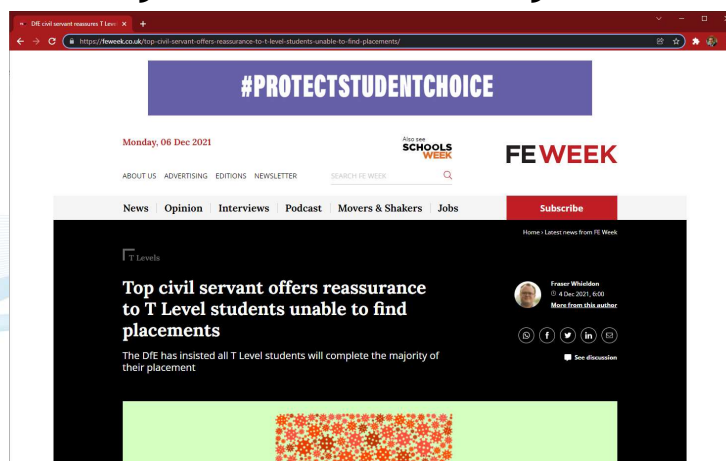 DfE civil servant reassures T Leve
https://feweek.co.uk/top-civil-servant-offers-reassurance-to-t-level-students-unable-to-find-placements/
#PROTECTSTUDENTCHOICE
Monday, 06 Dec 2021
Also see
SCHOOLS
WEEK
FE WEEK
ABOUT US ADVERTISING EDITIONS NEWSLETTER
SEARCH FE WEEK
News Opinion Interviews Podcast Movers & Shakers Jobs
Subscribe
Home › Latest news from FE Week
T Levels
Top civil servant offers reassurance
to T Level students unable to find
placements
The DfE has insisted all T Level students will complete the majority of
their placement
Fraser Whieldon
4 Dec 2021, 6:00
More from this author
See discussion